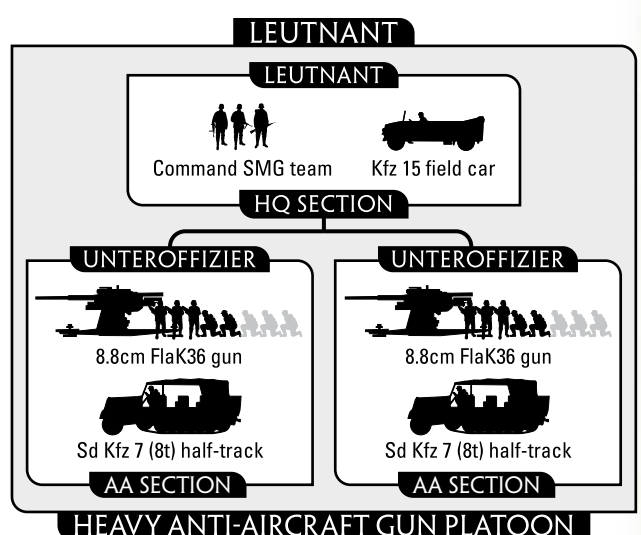 LEUTNANT
LEUTNANT
Command SMG team
Kfz 15 field car
HQ SECTION
UNTEROFFIZIER
8.8cm FlaK36 gun
Sd Kfz 7 (8t) half-track
AA SECTION
UNTEROFFIZIER
8.8cm FlaK36 gun
Sd Kfz 7 (8t) half-track
AA SECTION
HEAVY ANTI-AIRCRAFT GUN PLATOON